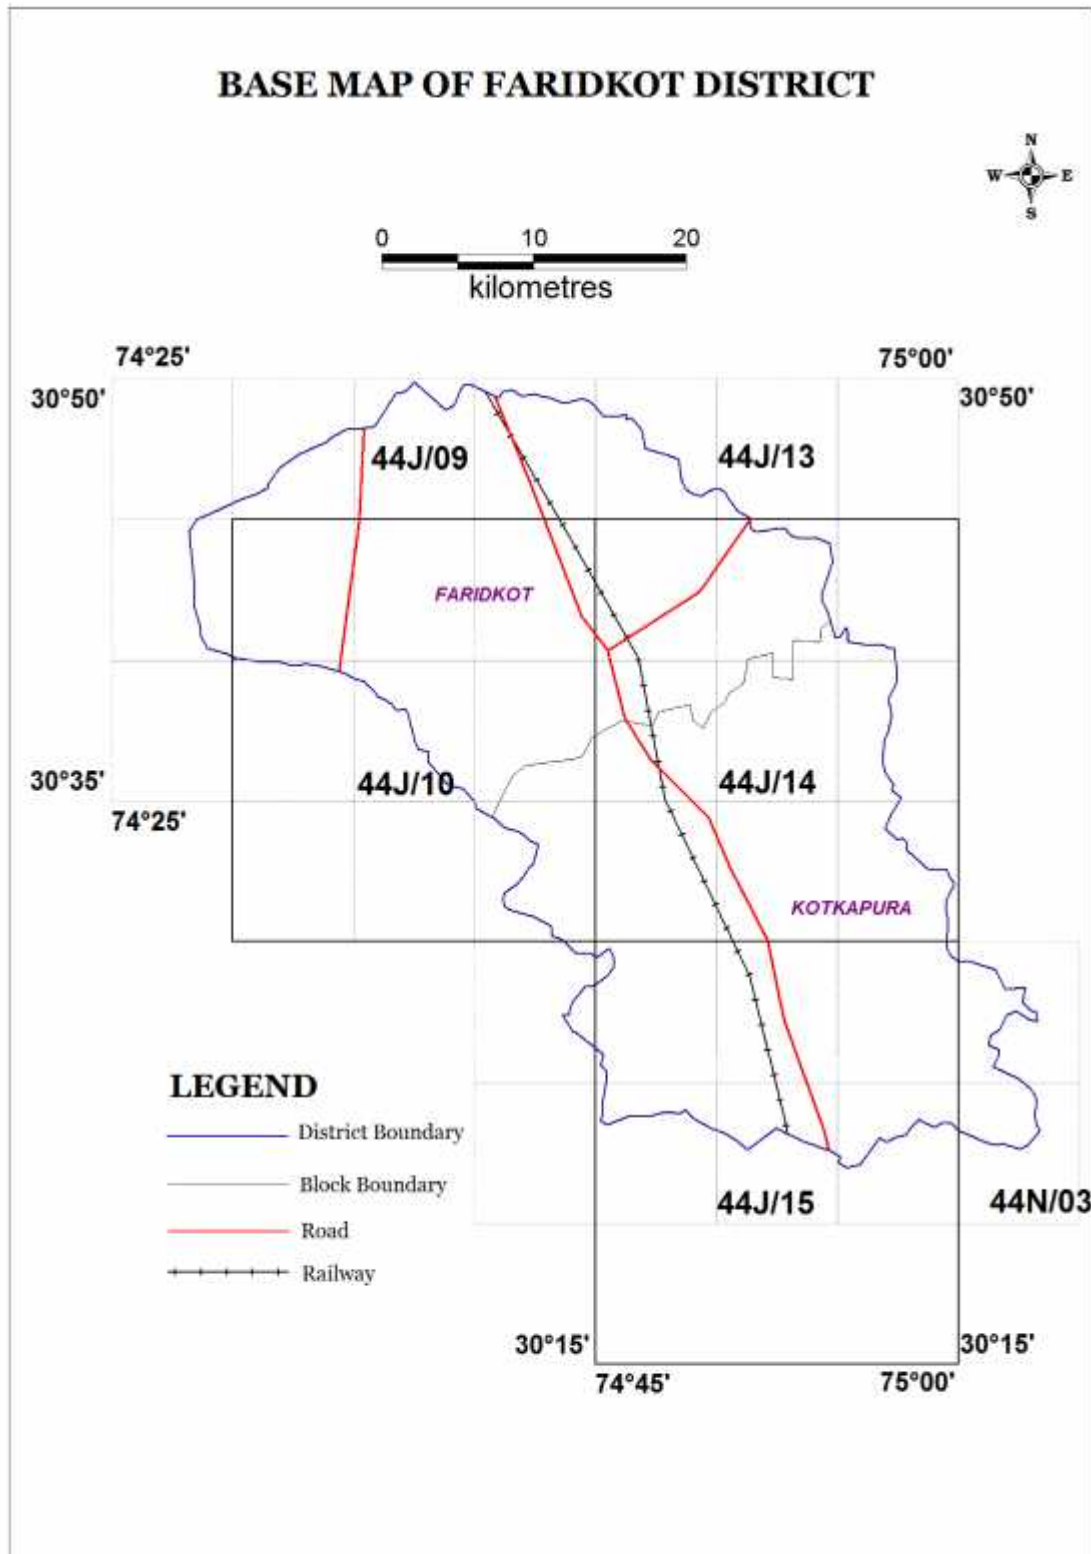 BASE MAP OF FARIDKOT DISTRICT
N
W E
S
0 10 20
kilometres
74°25' 75°00'
30°50' 30°50'
44J/09 44J/13
FARIDKOT
30°35' 44J/10 44J/14
74°25'
KOTKAPURA
LEGEND
District Boundary
Block Boundary
Road
Railway
44J/15 44N/03
30°15' 30°15'
74°45' 75°00'